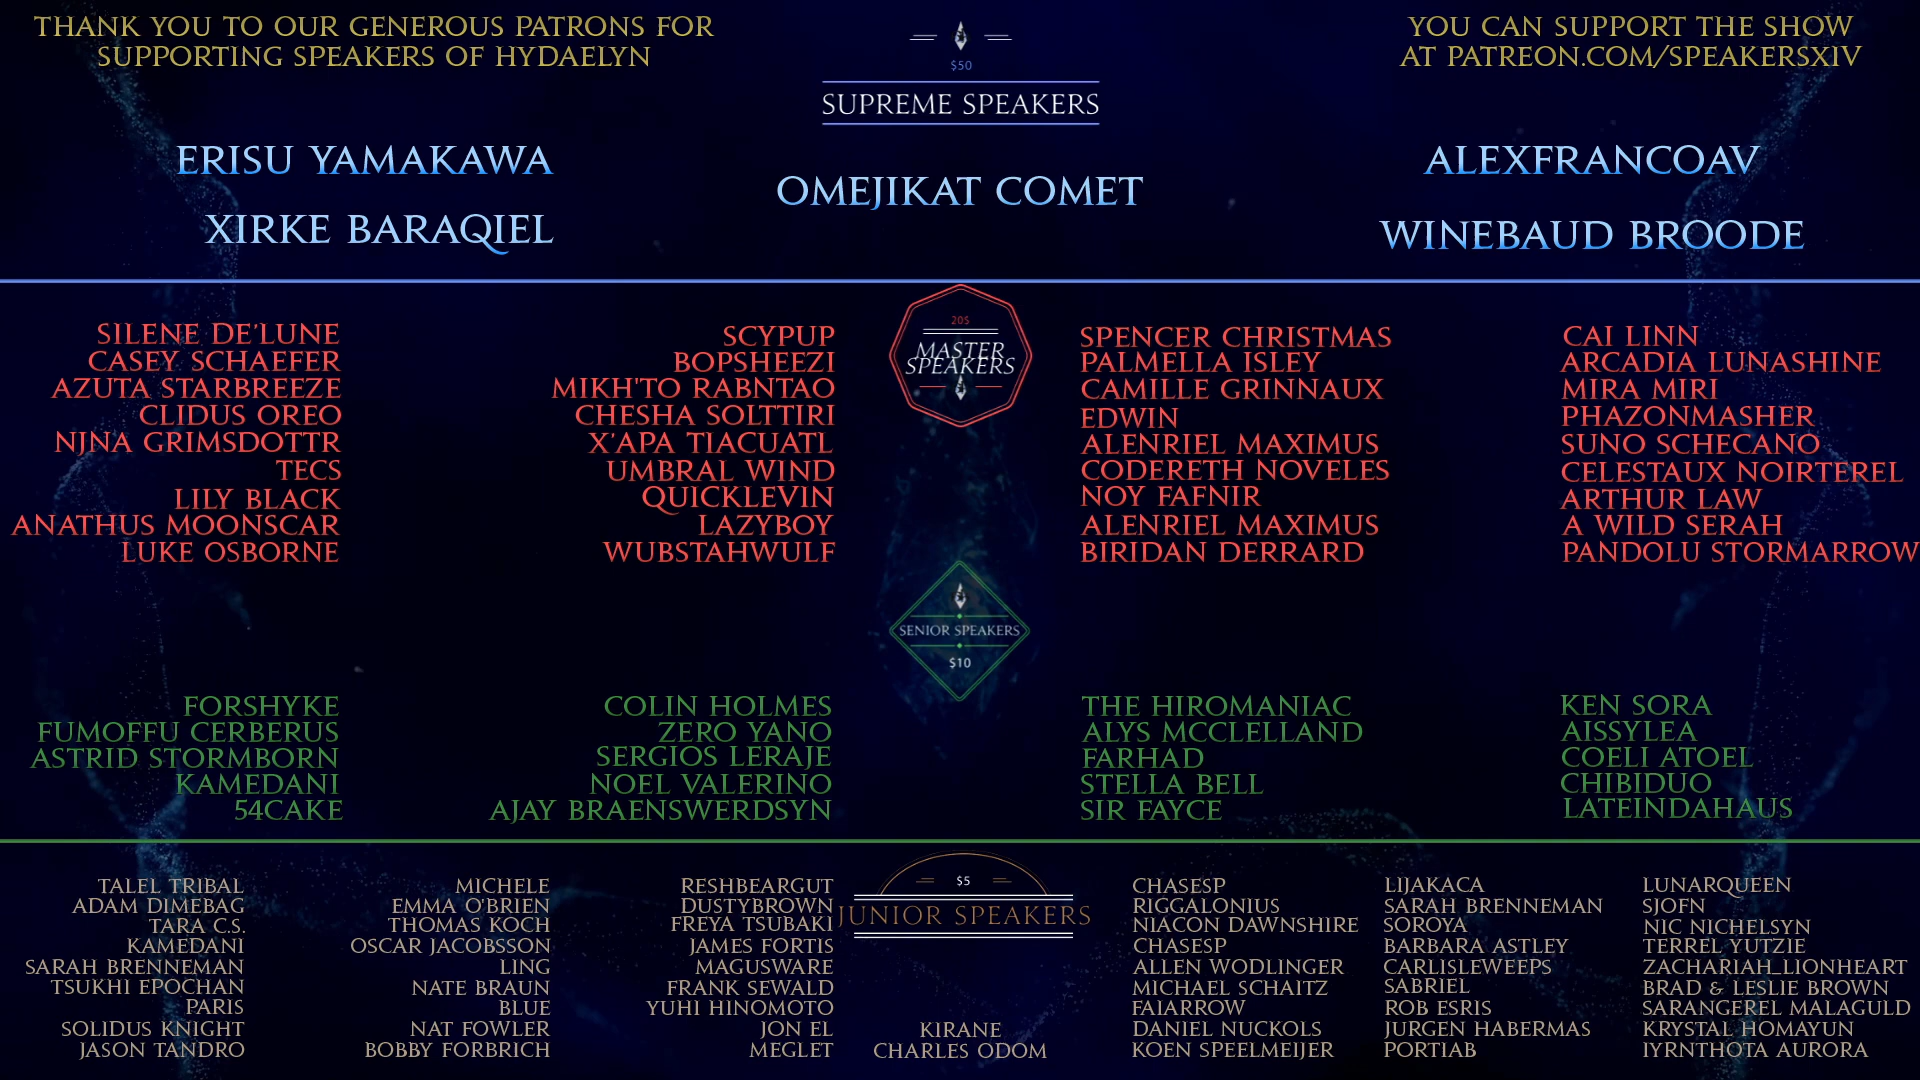 THANK YOU TO OUR GENEROUS PATRONS FOR
SUPPORTING SPEAKERS OF HYDAELYN
YOU CAN SUPPORT THE SHOW
AT PATREON.COM/SPEAKERSXIV
$50
SUPREME SPEAKERS
ERISU YAMAKAWA
XIRKE BARAQIEL
OMEJIKAT COMET
ALEXFRANCOAV
WINEBAUD BROODE
20$
MASTER
SPEAKERS
SILENE DE'LUNE
CASEY SCHAEFER
AZUTA STARBREEZE
CLIDUS OREO
NJNA GRIMSDOTTR
TECS
LILY BLACK
ANATHUS MOONSCAR
LUKE OSBORNE
SCYPUP
BOPSHEEZI
MIKH'TO RABNTAO
CHESHA SOLTTIRI
X'APA TIACUATL
UMBRAL WIND
QUICKLEVIN
LAZYBOY
WUBSTAHWULF
SPENCER CHRISTMAS
PALMELLA ISLEY
CAMILLE GRINNAUX
EDWIN
ALENRIEL MAXIMUS
CODERETH NOVELES
NOY FAFNIR
ALENRIEL MAXIMUS
BIRIDAN DERRARD
CAI LINN
ARCADIA LUNASHINE
MIRA MIRI
PHAZONMASHER
SUNO SCHECANO
CELESTAUX NOIRTEREL
ARTHUR LAW
A WILD SERAH
PANDOLU STORMARROW
SENIOR SPEAKERS
$10
FORSHYKE
FUMOFFU CERBERUS
ASTRID STORMBORN
KAMEDANI
54CAKE
COLIN HOLMES
ZERO YANO
SERGIOS LERAJE
NOEL VALERINO
AJAY BRAENSWERDSYN
THE HIROMANIAC
ALYS MCCLELLAND
FARHAD
STELLA BELL
SIR FAYCE
KEN SORA
AISSYLEA
COELI ATOEL
CHIBIDUO
LATEINDAHAUS
$5
JUNIOR SPEAKERS
TALEL TRIBAL
ADAM DIMEBAG
TARA C.S.
KAMEDANI
SARAH BRENNEMAN
TSUKHI EPOCHAN
PARIS
SOLIDUS KNIGHT
JASON TANDRO
MICHELE
EMMA O'BRIEN
THOMAS KOCH
OSCAR JACOBSSON
LING
NATE BRAUN
BLUE
NAT FOWLER
BOBBY FORBRICH
RESHBEARGUT
DUSTYBROWN
FREYA TSUBAKI
JAMES FORTIS
MAGUSWARE
FRANK SEWALD
YUHI HINOMOTO
JON EL
MEGLET
KIRANE
CHARLES ODOM
CHASESP
RIGGALONIUS
NIACON DAWNSHIRE
CHASESP
ALLEN WODLINGER
MICHAEL SCHAITZ
FAIARROW
DANIEL NUCKOLS
KOEN SPEELMEIJER
LIJAKACA
SARAH BRENNEMAN
SOROYA
BARBARA ASTLEY
CARLISLEWEEPS
SABRIEL
ROB ESRIS
JURGEN HABERMAS
PORTIAB
LUNARQUEEN
SJOFN
NIC NICHELSYN
TERREL YUTZIE
ZACHARIAH_LIONHEART
BRAD & LESLIE BROWN
SARANGEREL MALAGULD
KRYSTAL HOMAYUN
IYRNTHOTA AURORA